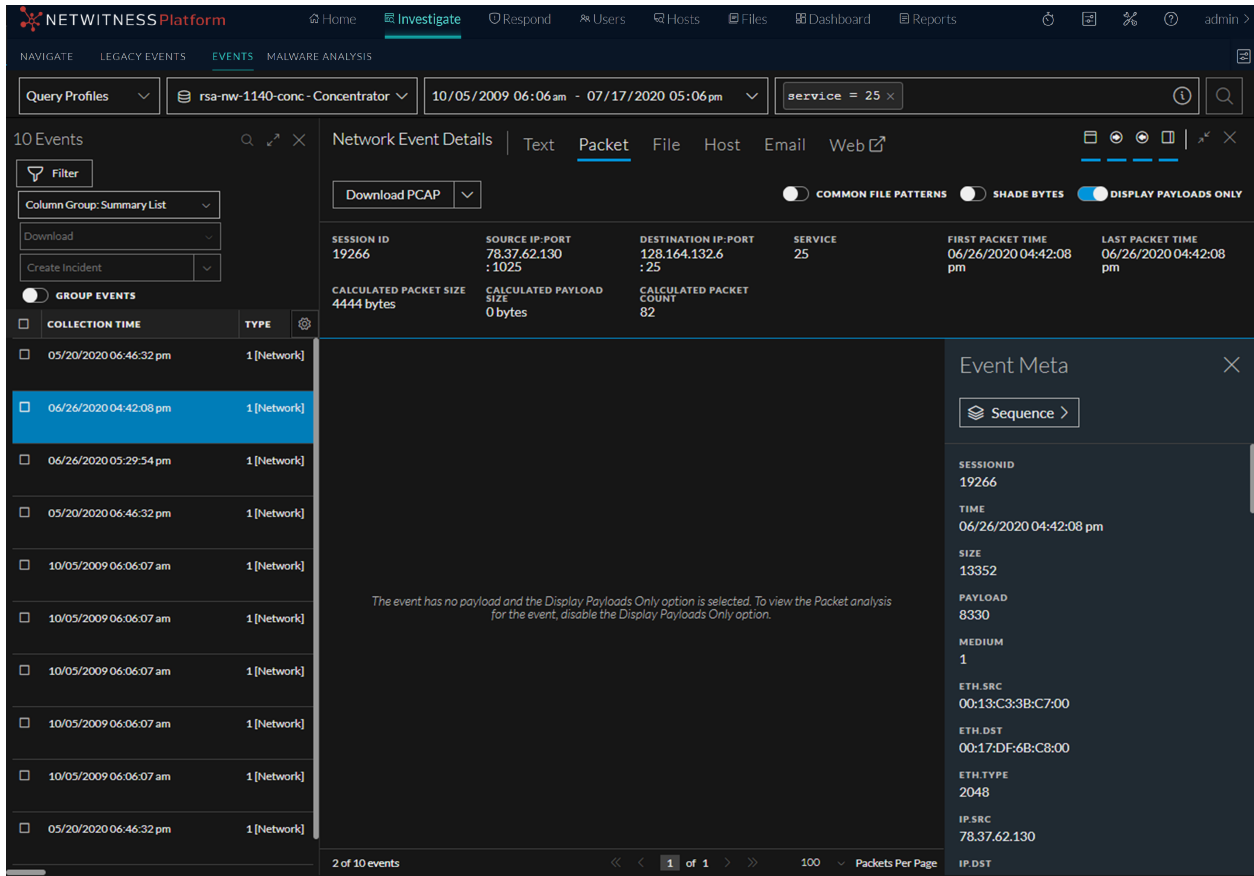 NETWITNESS Platform
Home Investigate Respond Users Hosts Files Dashboard Reports admin >
NAVIGATE LEGACY EVENTS EVENTS MALWARE ANALYSIS
Query Profiles rsa-nw-1140-conc - Concentrator 10/05/2009 06:06 am - 07/17/2020 05:06 pm service = 25 ×
10 Events
Filter
Column Group: Summary List
Download
Create Incident
GROUP EVENTS
COLLECTION TIME TYPE
05/20/2020 06:46:32 pm 1 [Network]
06/26/2020 04:42:08 pm 1 [Network]
06/26/2020 05:29:54 pm 1 [Network]
05/20/2020 06:46:32 pm 1 [Network]
10/05/2009 06:06:07 am 1 [Network]
10/05/2009 06:06:07 am 1 [Network]
10/05/2009 06:06:07 am 1 [Network]
10/05/2009 06:06:07 am 1 [Network]
10/05/2009 06:06:07 am 1 [Network]
05/20/2020 06:46:32 pm 1 [Network]
Network Event Details Text Packet File Host Email Web
Download PCAP
COMMON FILE PATTERNS SHADE BYTES DISPLAY PAYLOADS ONLY
SESSION ID
19266
SOURCE IP:PORT
78.37.62.130
: 1025
DESTINATION IP:PORT
128.164.132.6
: 25
SERVICE
25
FIRST PACKET TIME
06/26/2020 04:42:08
pm
LAST PACKET TIME
06/26/2020 04:42:08
pm
CALCULATED PACKET SIZE
4444 bytes
CALCULATED PAYLOAD
SIZE
0 bytes
CALCULATED PACKET
COUNT
82
The event has no payload and the Display Payloads Only option is selected. To view the Packet analysis
for the event, disable the Display Payloads Only option.
2 of 10 events 1 of 1 100 Packets Per Page
Event Meta
Sequence >
SESSIONID
19266
TIME
06/26/2020 04:42:08 pm
SIZE
13352
PAYLOAD
8330
MEDIUM
1
ETH.SRC
00:13:C3:3B:C7:00
ETH.DST
00:17:DF:6B:C8:00
ETH.TYPE
2048
IP.SRC
78.37.62.130
IP.DST